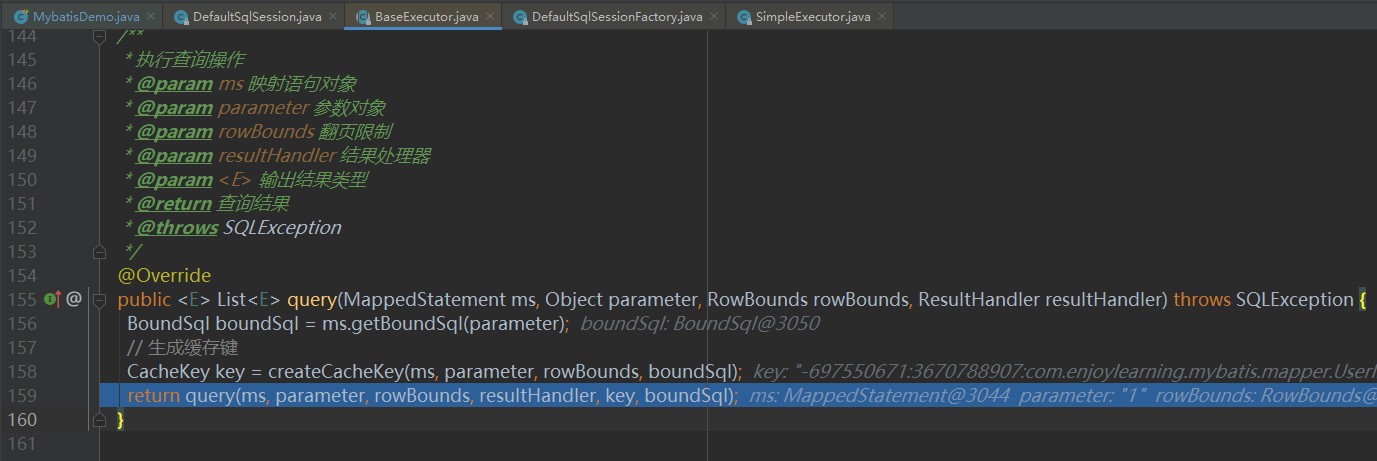 MybatisDemo.java × DefaultSqlSession.java × BaseExecutor.java × DefaultSqlSessionFactory.java × SimpleExecutor.java ×
144 /**
145 * 执行查询操作
146 * @param ms 映射语句对象
147 * @param parameter 参数对象
148 * @param rowBounds 翻页限制
149 * @param resultHandler 结果处理器
150 * @param <E> 输出结果类型
151 * @return 查询结果
152 * @throws SQLException
153 */
154 @Override
155 @ public <E> List<E> query(MappedStatement ms, Object parameter, RowBounds rowBounds, ResultHandler resultHandler) throws SQLException {
156 BoundSql boundSql = ms.getBoundSql(parameter); boundSql: BoundSql@3050
157 // 生成缓存键
158 CacheKey key = createCacheKey(ms, parameter, rowBounds, boundSql); key: "-697550671:3670788907:com.enjoylearning.mybatis.mapper.User
159 return query(ms, parameter, rowBounds, resultHandler, key, boundSql); ms: MappedStatement@3044 parameter: "1" rowBounds: RowBounds@
160 }
161